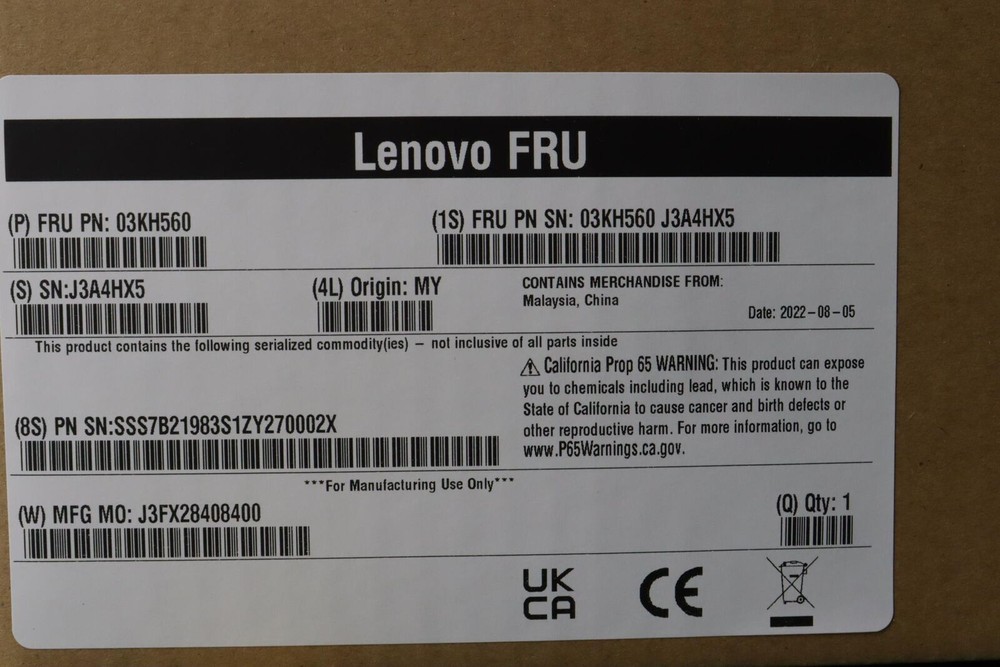 Lenovo FRU
(P) FRU PN: 03KH560
(1S) FRU PN SN: 03KH560 J3A4HX5
(S) SN:J3A4HX5
(4L) Origin: MY
CONTAINS MERCHANDISE FROM:
Malaysia, China
Date: 2022-08-05
This product contains the following serialized commodity(ies) – not inclusive of all parts inside
⚠ California Prop 65 WARNING: This product can expose
you to chemicals including lead, which is known to the
State of California to cause cancer and birth defects or
other reproductive harm. For more information, go to
www.P65Warnings.ca.gov.
(8S) PN SN:SSS7B21983S1ZY270002X
***For Manufacturing Use Only***
(W) MFG MO: J3FX28408400
(Q) Qty: 1
UK
CA
CE